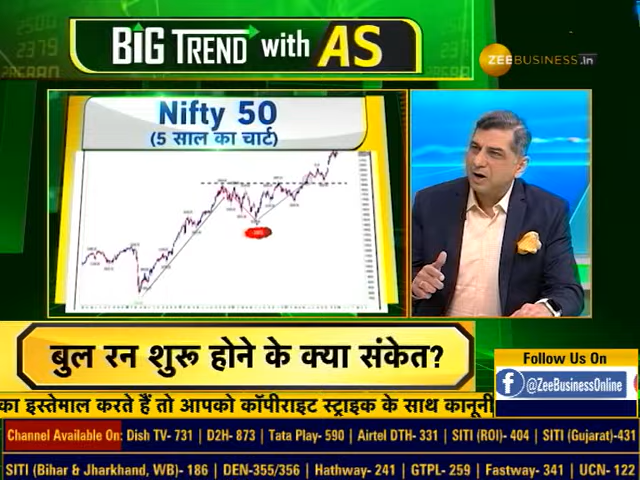 BIG TREND with AS
ZEEBUSINESS.in
Nifty 50
(5 साल का चार्ट)
बुल रन शुरू होने के क्या संकेत?
Follow Us On
f @ZeeBusinessOnline
का इस्तेमाल करते हैं तो आपको कॉपीराइट स्ट्राइक के साथ कानूनी
Channel Available On: Dish TV- 731 | D2H- 873 | Tata Play- 590 | Airtel DTH- 331 | SITI (ROI)- 404 | SITI (Gujarat)-431
SITI (Bihar & Jharkhand, WB)- 186 | DEN-355/356 | Hathway- 241 | GTPL- 259 | Fastway- 341 | UCN- 122